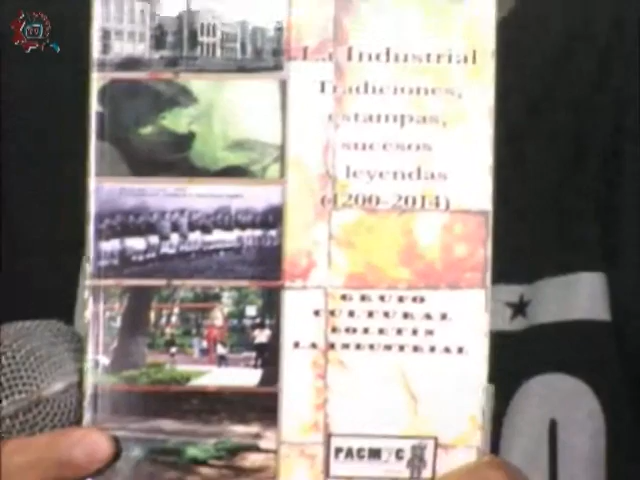 La Industrial
Tradiciones,
estampas,
sucesos
leyendas
(1200-2014)
GRUPO
CULTURAL
BOLETÍN
LA INDUSTRIAL
PACMYC